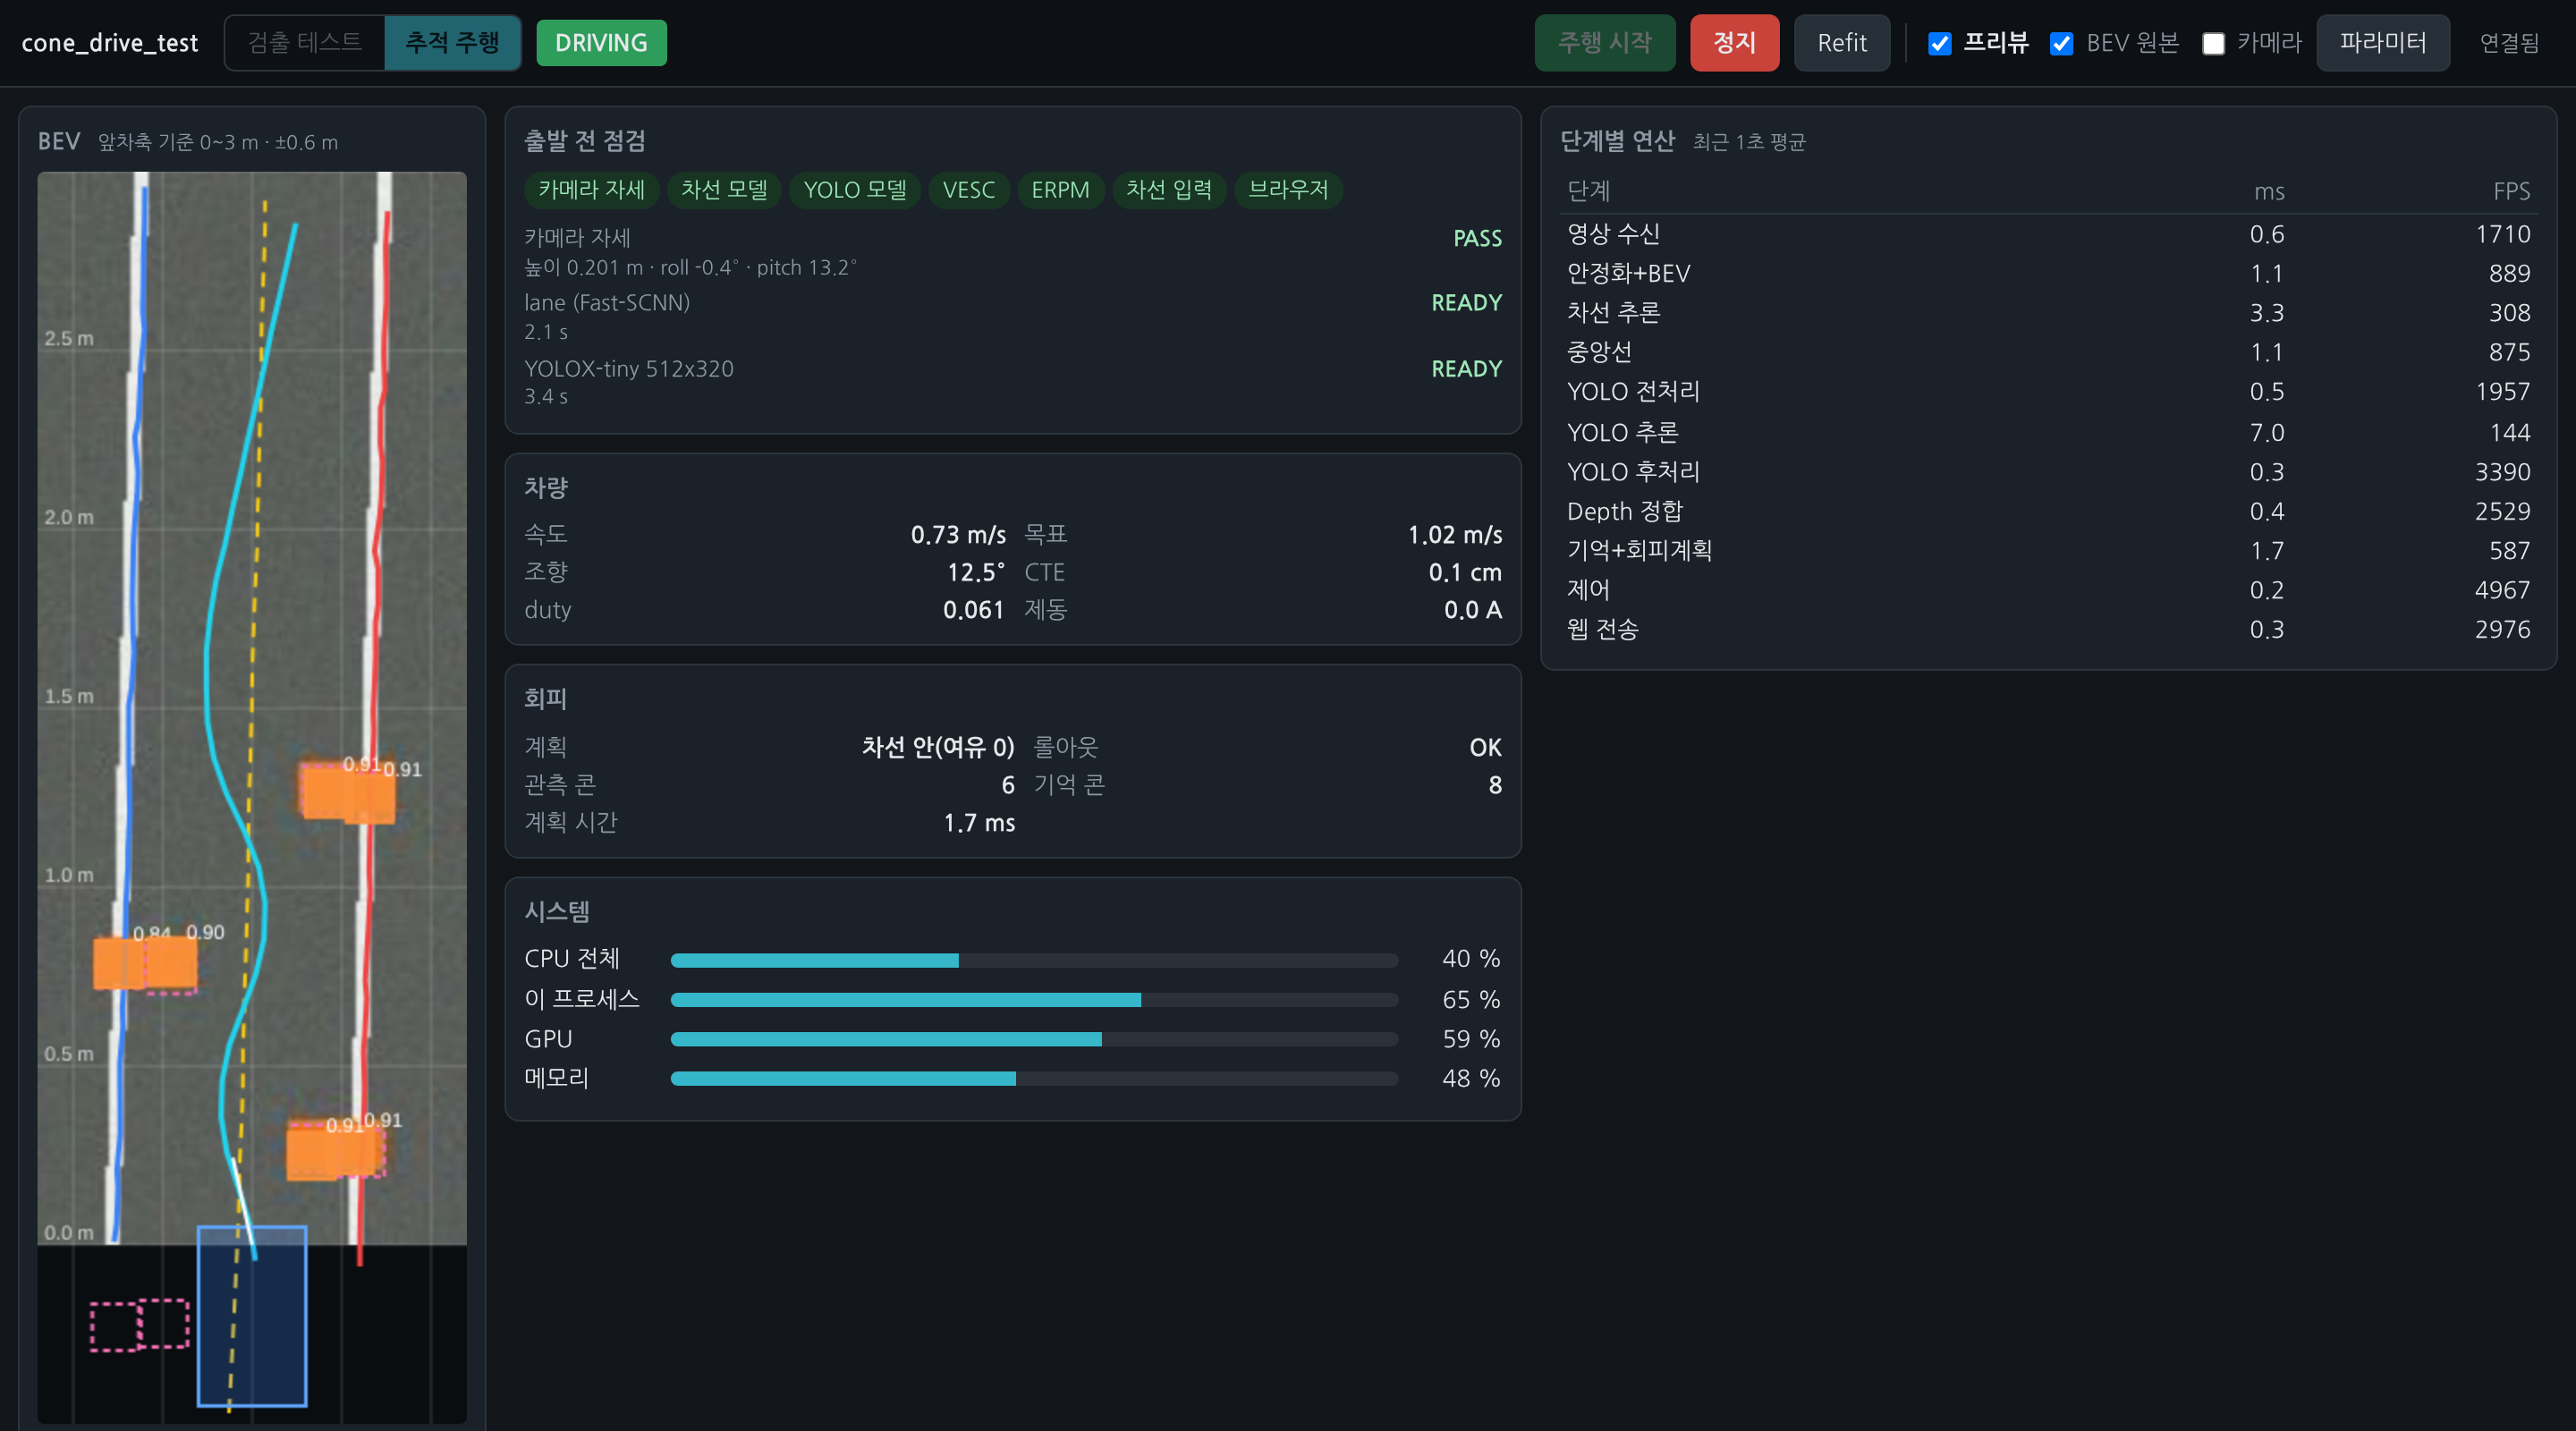 cone_drive_test 검출 테스트 추적 주행 DRIVING 주행 시작 정지 Refit 프리뷰 BEV 원본 카메라 파라미터 연결됨
BEV 앞차축 기준 0~3 m · ±0.6 m
2.5 m
2.0 m
1.5 m
0.91 0.91
1.0 m
0.84 0.90
0.5 m
0.91 0.91
0.0 m
출발 전 점검
카메라 자세 차선 모델 YOLO 모델 VESC ERPM 차선 입력 브라우저
카메라 자세 PASS
높이 0.201 m · roll -0.4° · pitch 13.2°
lane (Fast-SCNN) READY
2.1 s
YOLOX-tiny 512x320 READY
3.4 s
차량
속도 0.73 m/s 목표 1.02 m/s
조향 12.5° CTE 0.1 cm
duty 0.061 제동 0.0 A
회피
계획 차선 안(여유 0) 롤아웃 OK
관측 콘 6 기억 콘 8
계획 시간 1.7 ms
시스템
CPU 전체 40 %
이 프로세스 65 %
GPU 59 %
메모리 48 %
단계별 연산 최근 1초 평균
단계 ms FPS
영상 수신 0.6 1710
안정화+BEV 1.1 889
차선 추론 3.3 308
중앙선 1.1 875
YOLO 전처리 0.5 1957
YOLO 추론 7.0 144
YOLO 후처리 0.3 3390
Depth 정합 0.4 2529
기억+회피계획 1.7 587
제어 0.2 4967
웹 전송 0.3 2976